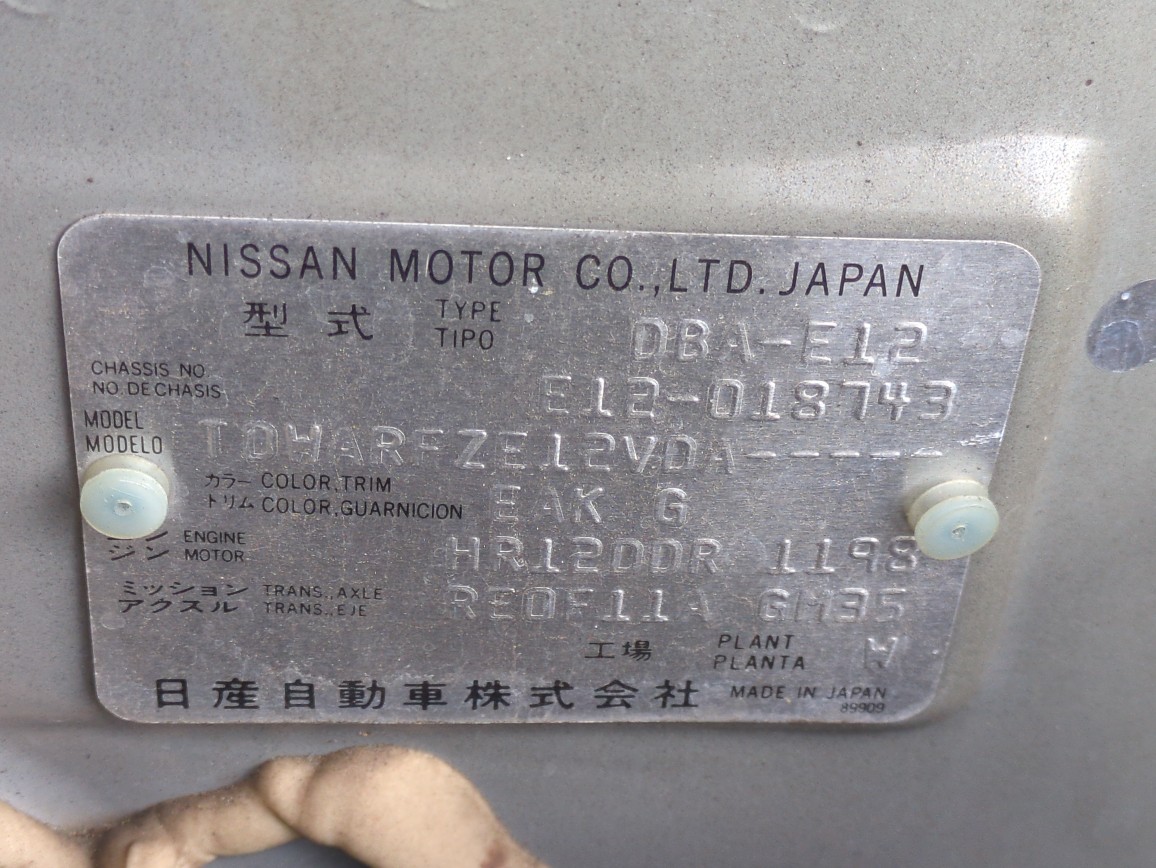 NISSAN MOTOR CO.,LTD. JAPAN
型式 TYPE TIPO DBA-E12
CHASSIS NO. NO. DE CHASIS E12-018743
MODEL MODELO TDWARFZE12VDA------
カラー COLOR,TRIM
トリム COLOR,GUARNICION EAK G
ジン ENGINE MOTOR HR12DDR 1198
ミッション TRANS.,AXLE
アクスル TRANS.,EJE RE0F11A GM35
工場 PLANT PLANTA W
日産自動車株式会社 MADE IN JAPAN
89909